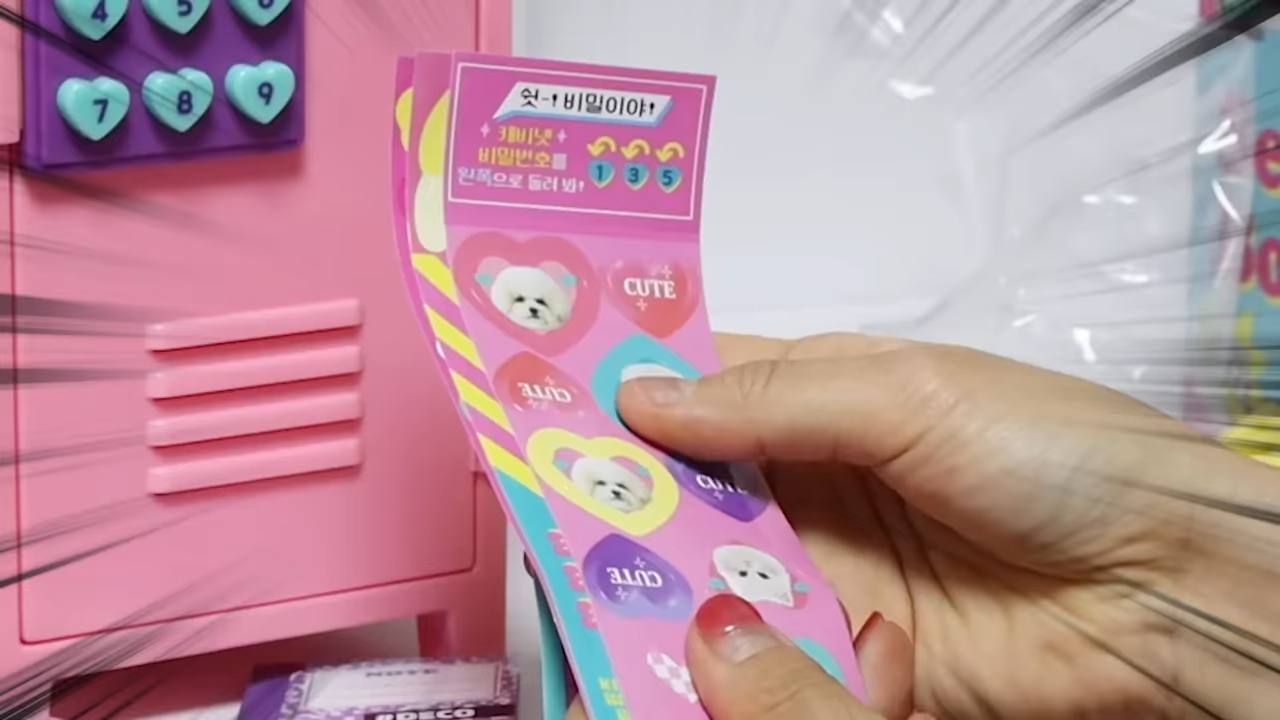 4 5 6
7 8 9
쉿-! 비밀이야!
캐비넷
비밀번호를
왼쪽으로 돌려 봐!
1 3 5
CUTE
CUTE
CUTE
CUTE
NOTE
#DECO